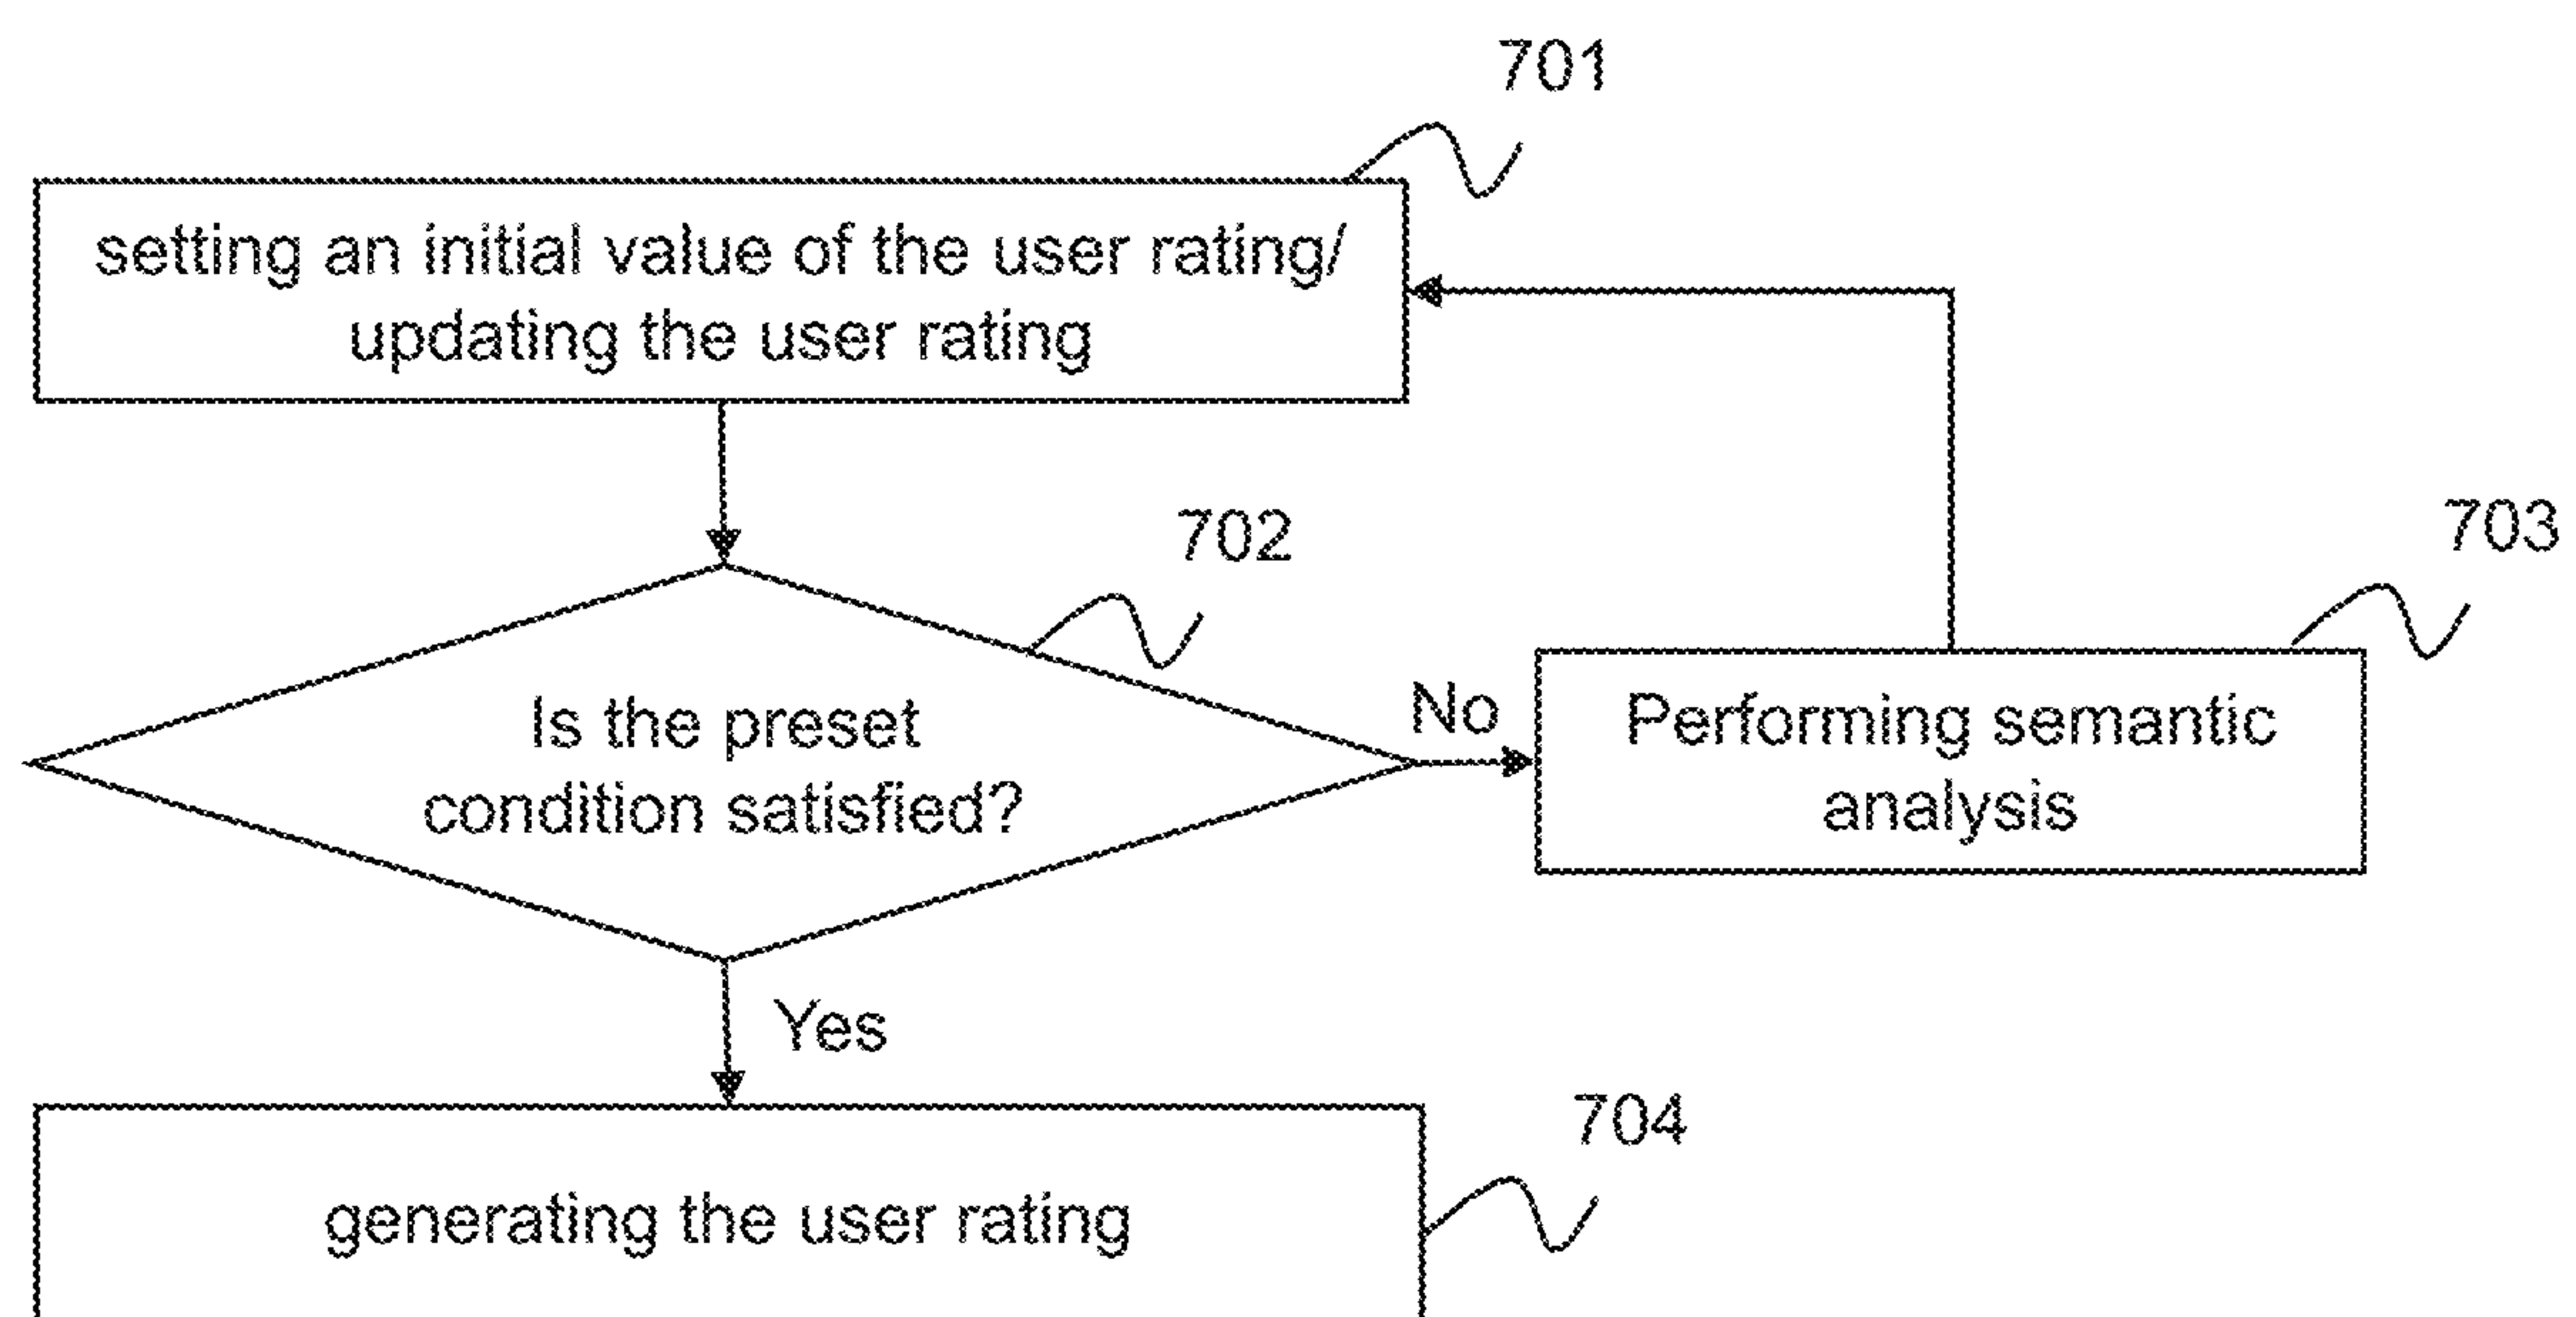 701
setting an initial value of the user rating/
updating the user rating
702
703
Is the preset
condition satisfied?
No
Performing semantic
analysis
Yes
704
generating the user rating